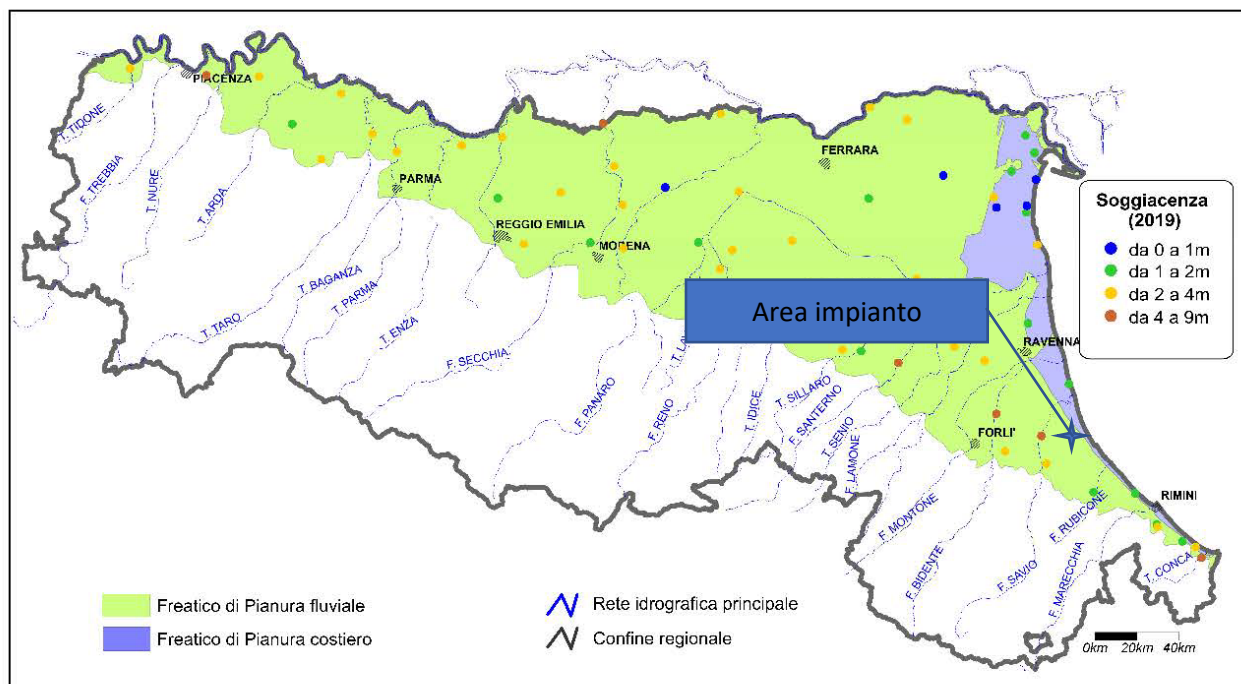 PIACENZA
T. TIDONE
F. TREBBIA
T. NURE
T. ARDA
PARMA
REGGIO EMILIA
MODENA
FERRARA
T. TARO
T. BAGANZA
T. PARMA
T. ENZA
F. SECCHIA
F. PANARO
F. RENO
T. LA
T. IDICE
T. SILLARO
F. SANTERNO
T. SENIO
F. LAMONE
F. MONTONE
F. BIDENTE
F. SAVIO
F. RUBICONE
F. MARECCHIA
T. CONCA
RAVENNA
FORLI'
RIMINI
Area impianto
Soggiacenza
(2019)
da 0 a 1m
da 1 a 2m
da 2 a 4m
da 4 a 9m
Freatico di Pianura fluviale
Freatico di Pianura costiero
Rete idrografica principale
Confine regionale
0km 20km 40km